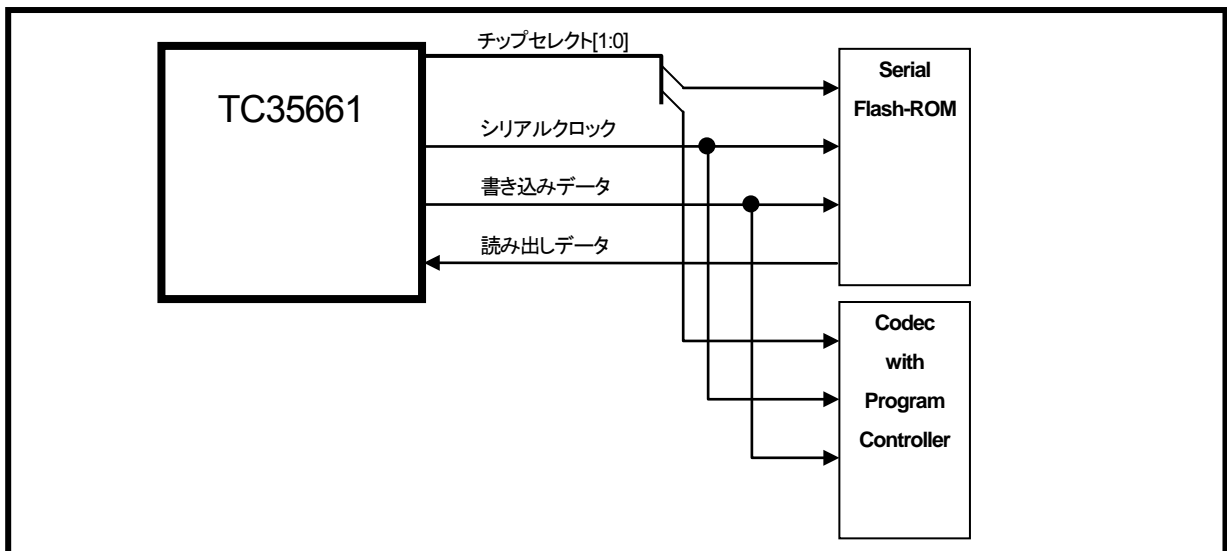 チップセレクト[1:0]
TC35661
シリアルクロック
書き込みデータ
読み出しデータ
Serial
Flash-ROM
Codec
with
Program
Controller